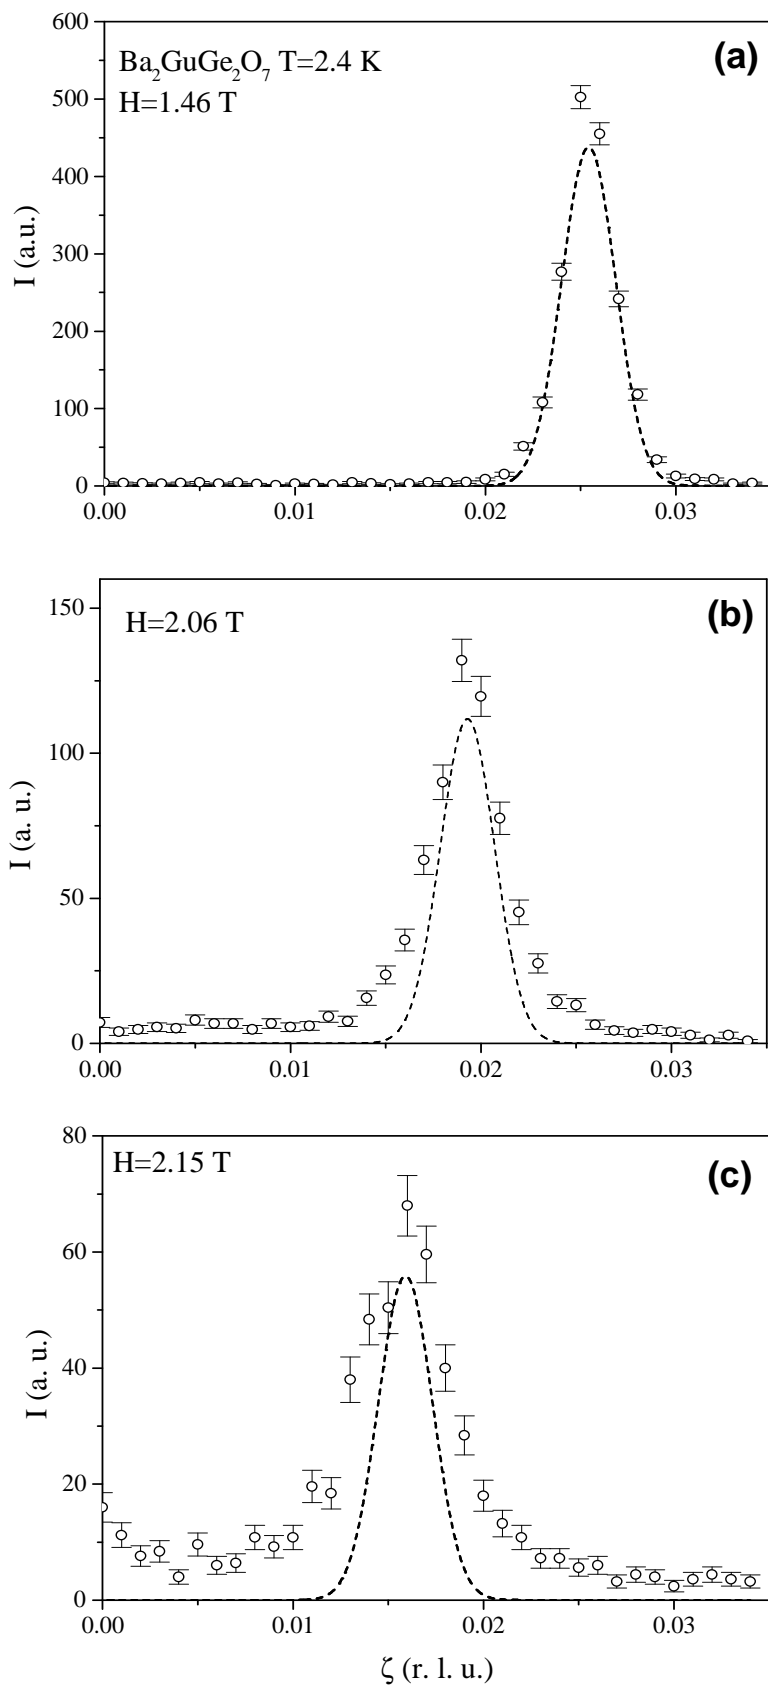 600
(a)
Ba2GuGe2O7 T=2.4 K
H=1.46 T
500
400
I (a.u.)
300
200
100
0
0.00 0.01 0.02 0.03
150
H=2.06 T
(b)
100
I (a. u.)
50
0
0.00 0.01 0.02 0.03
80
H=2.15 T
(c)
60
I (a. u.)
40
20
0
0.00 0.01 0.02 0.03
ζ (r. l. u.)